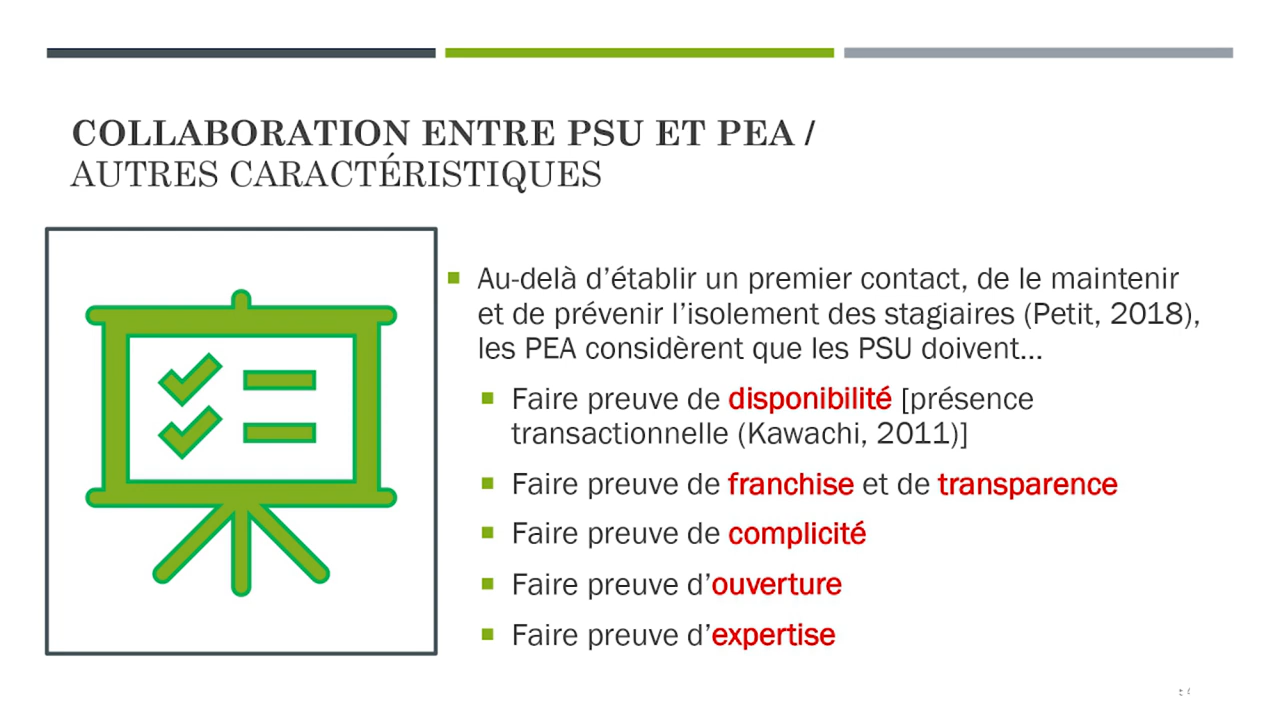 COLLABORATION ENTRE PSU ET PEA /
AUTRES CARACTÉRISTIQUES
Au-delà d’établir un premier contact, de le maintenir
et de prévenir l’isolement des stagiaires (Petit, 2018),
les PEA considèrent que les PSU doivent…
Faire preuve de disponibilité [présence
transactionnelle (Kawachi, 2011)]
Faire preuve de franchise et de transparence
Faire preuve de complicité
Faire preuve d’ouverture
Faire preuve d’expertise